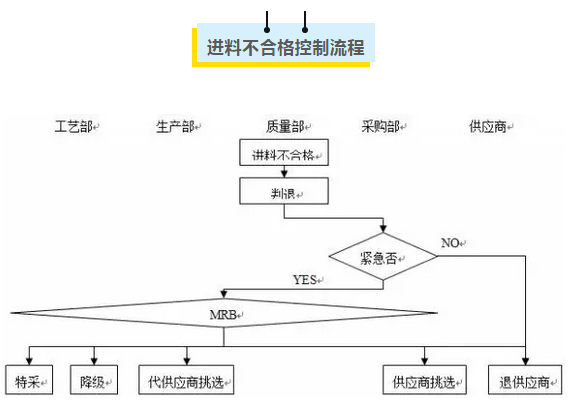 进料不合格控制流程
工艺部 生产部 质量部 采购部 供应商
进料不合格
判退
紧急否
NO
YES
MRB
特采 降级 代供应商挑选 供应商挑选 退供应商